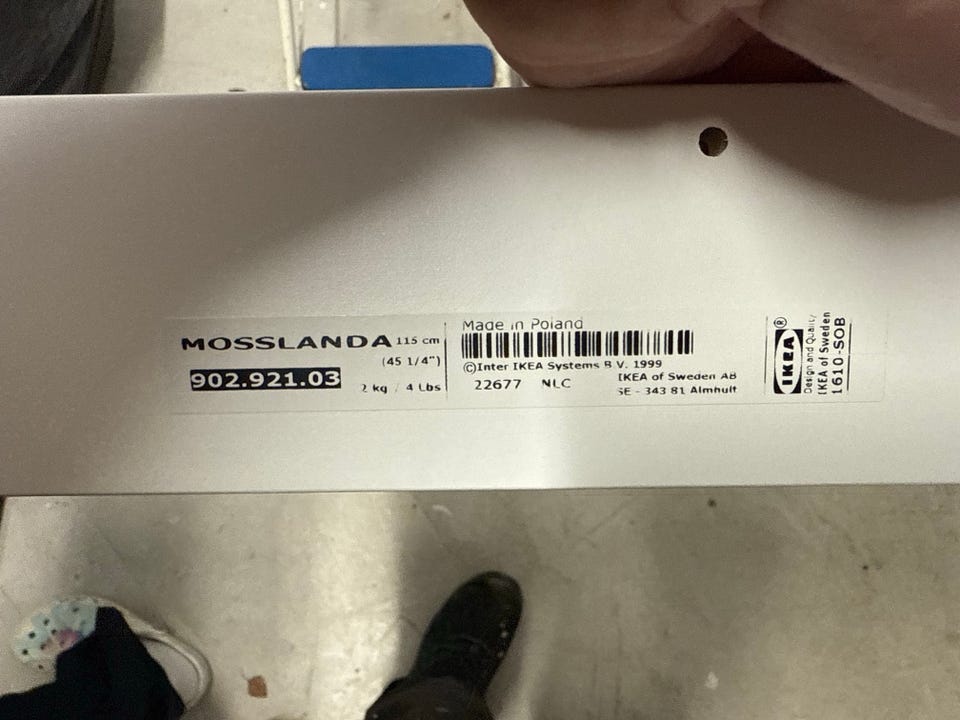 MOSSLANDA 115 cm
(45 1/4")
902.921.03
2 kg / 4 Lbs
Made in Poland
©Inter IKEA Systems B.V. 1999
22677 NLC
IKEA of Sweden AB
SE - 343 81 Älmhult
IKEA®
Design and Quality
IKEA of Sweden
1610-SOB